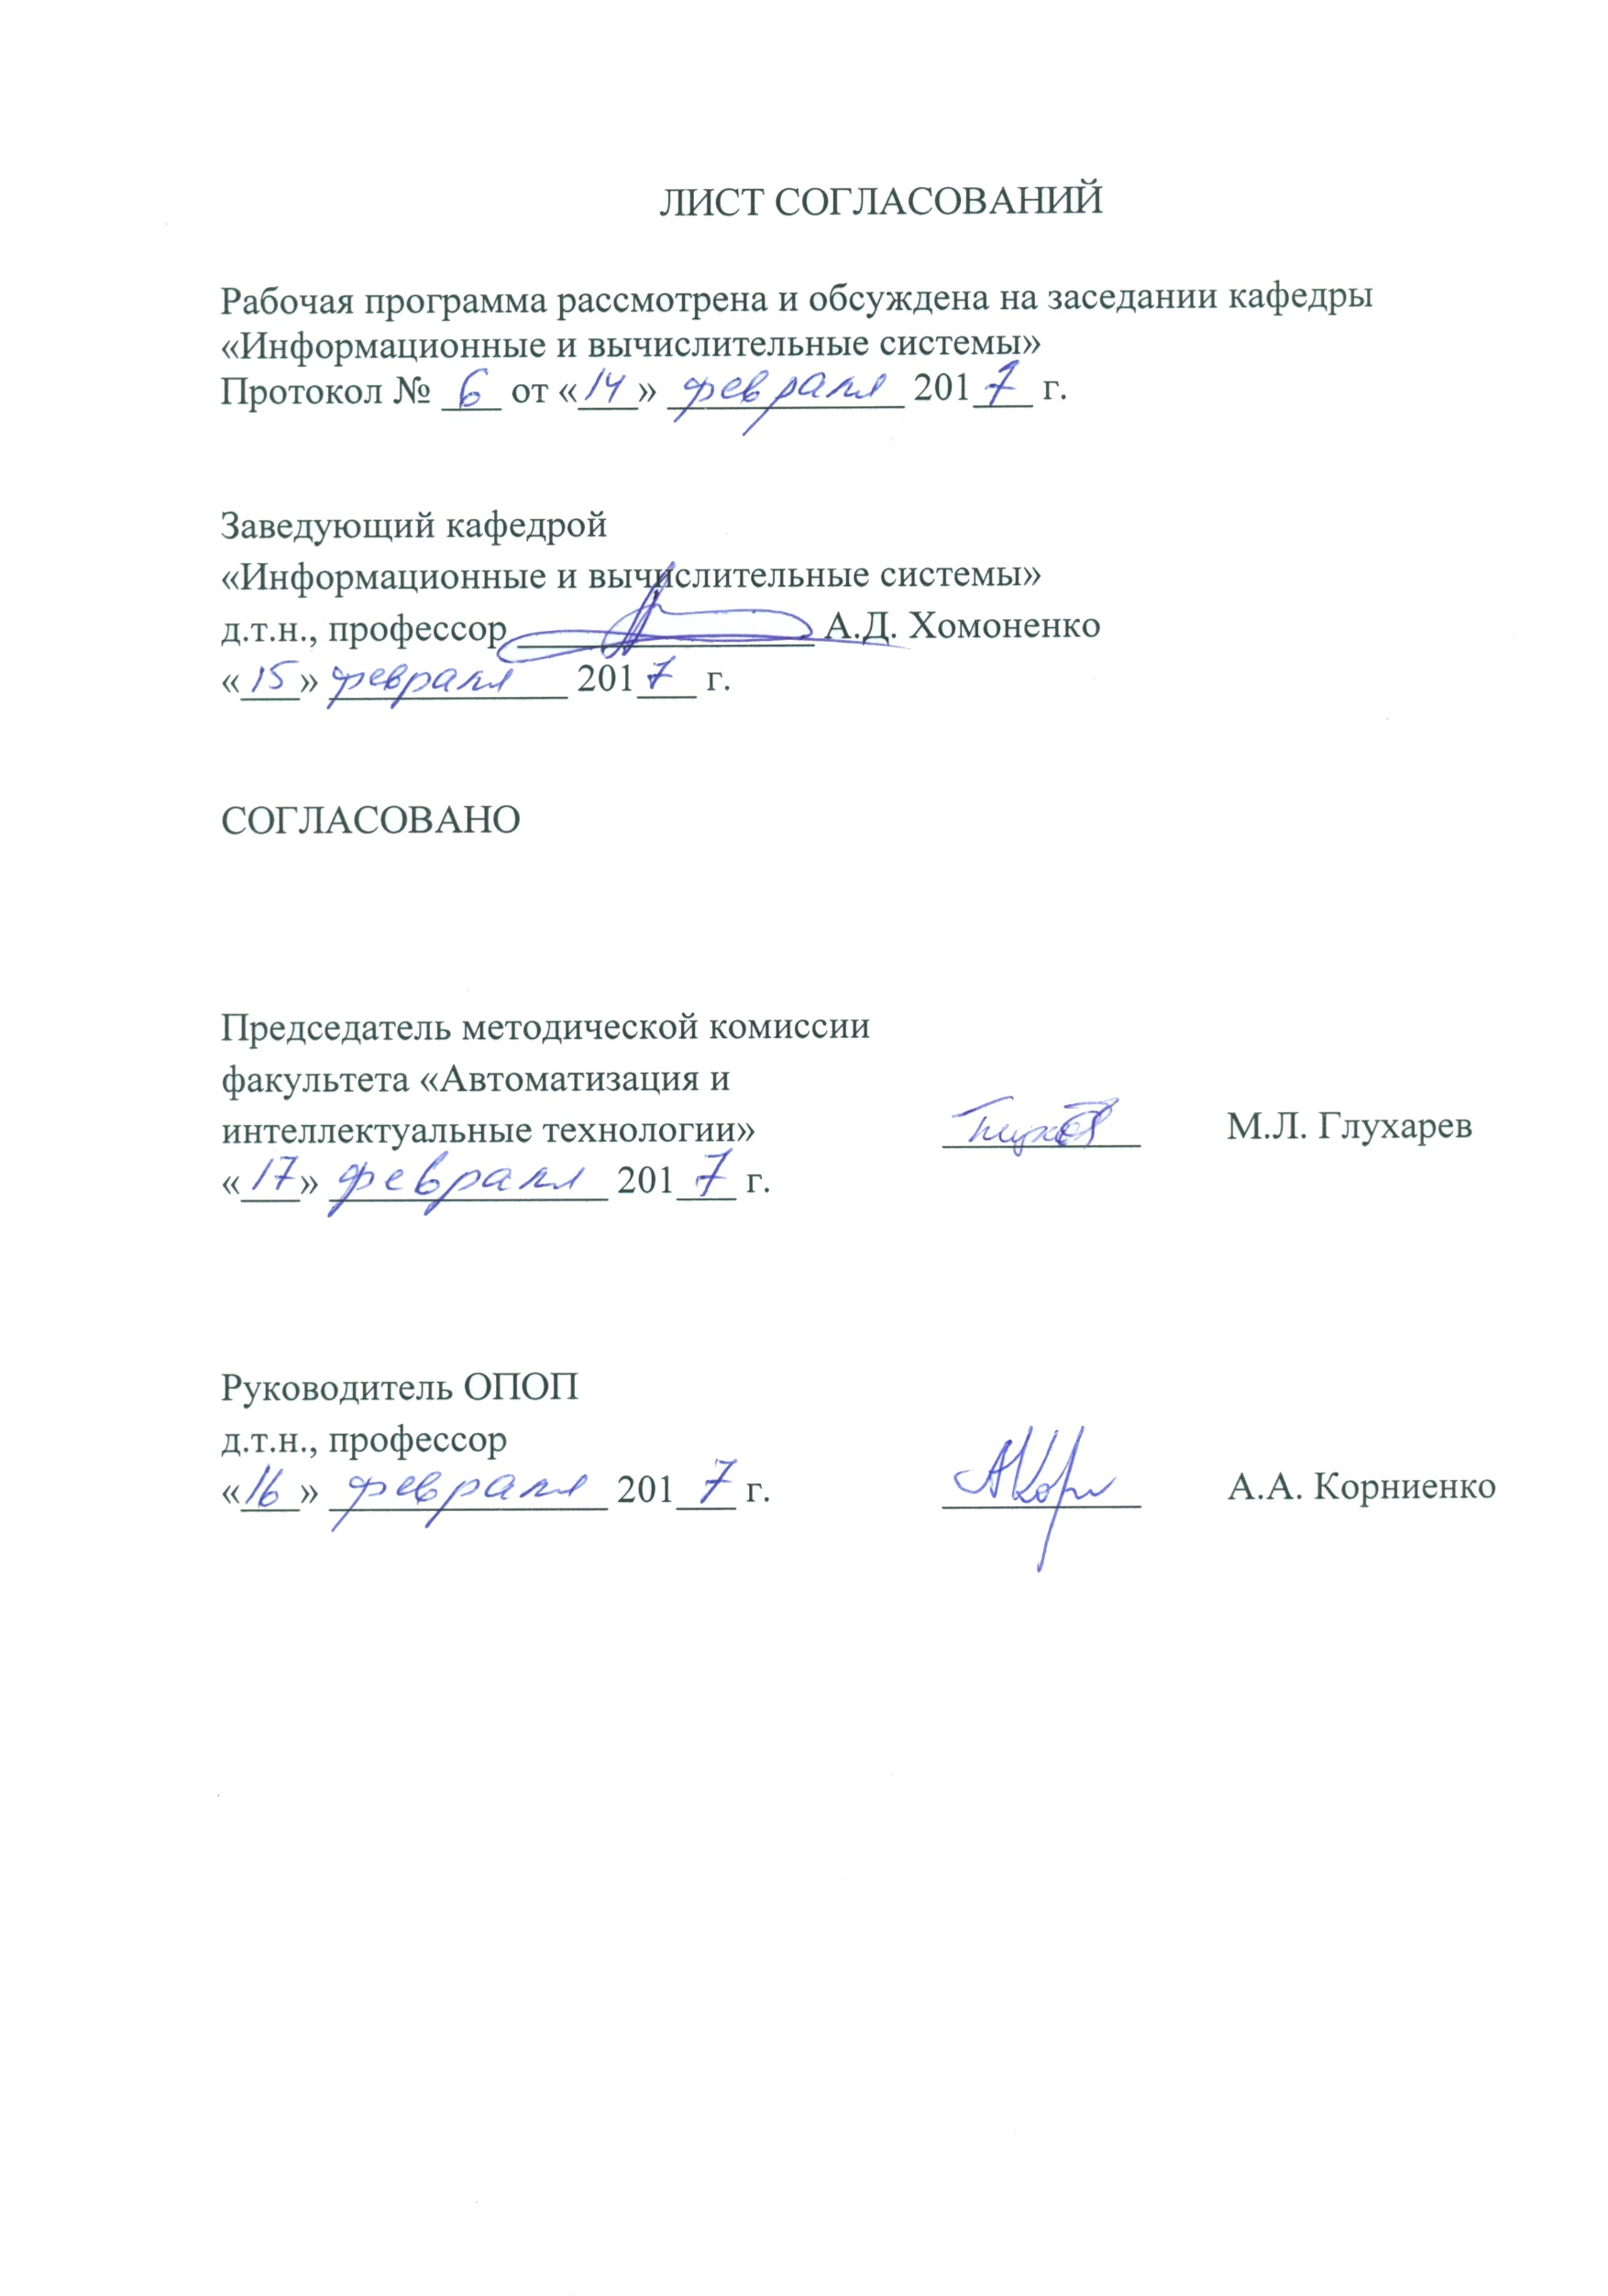 ЛИСТ СОГЛАСОВАНИЙ
Рабочая программа рассмотрена и обсуждена на заседании кафедры
«Информационные и вычислительные системы»
Протокол № 6 от «14» февраля 2017 г.
Заведующий кафедрой
«Информационные и вычислительные системы»
д.т.н., профессор А.Д. Хомоненко
«15» февраля 2017 г.
СОГЛАСОВАНО
Председатель методической комиссии
факультета «Автоматизация и
интеллектуальные технологии» М.Л. Глухарев
«17» февраля 2017 г.
Руководитель ОПОП
д.т.н., профессор
«16» февраля 2017 г. А.А. Корниенко